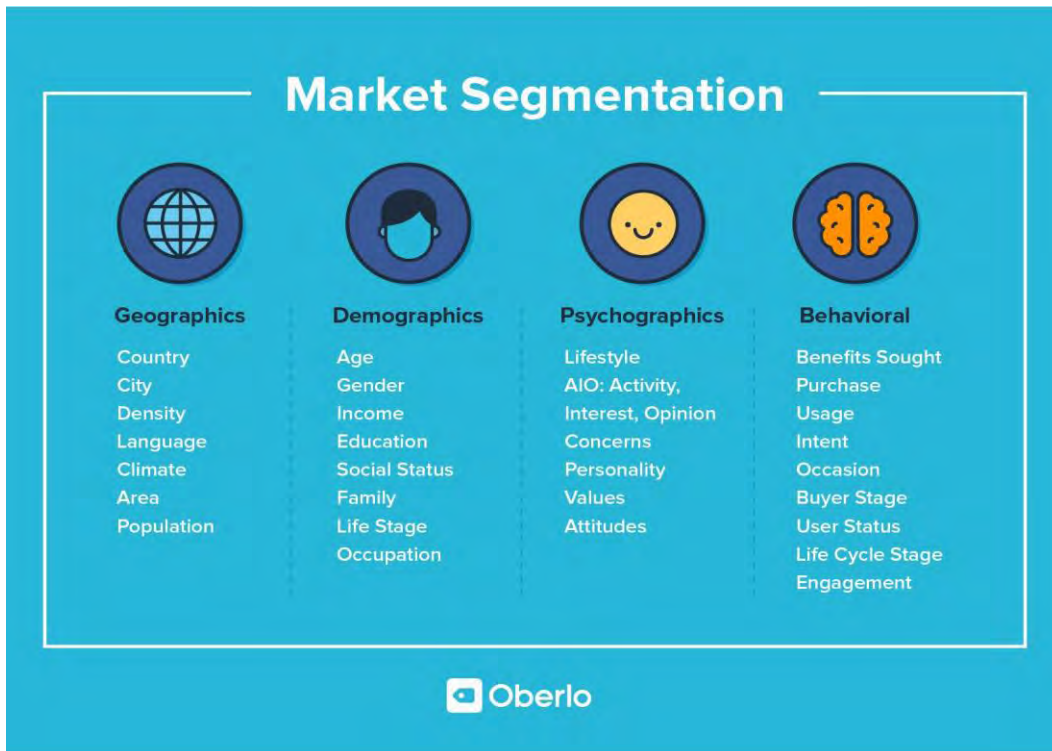 Market Segmentation
Geographics
Country
City
Density
Language
Climate
Area
Population
Demographics
Age
Gender
Income
Education
Social Status
Family
Life Stage
Occupation
Psychographics
Lifestyle
AIO: Activity,
Interest, Opinion
Concerns
Personality
Values
Attitudes
Behavioral
Benefits Sought
Purchase
Usage
Intent
Occasion
Buyer Stage
User Status
Life Cycle Stage
Engagement
Oberlo